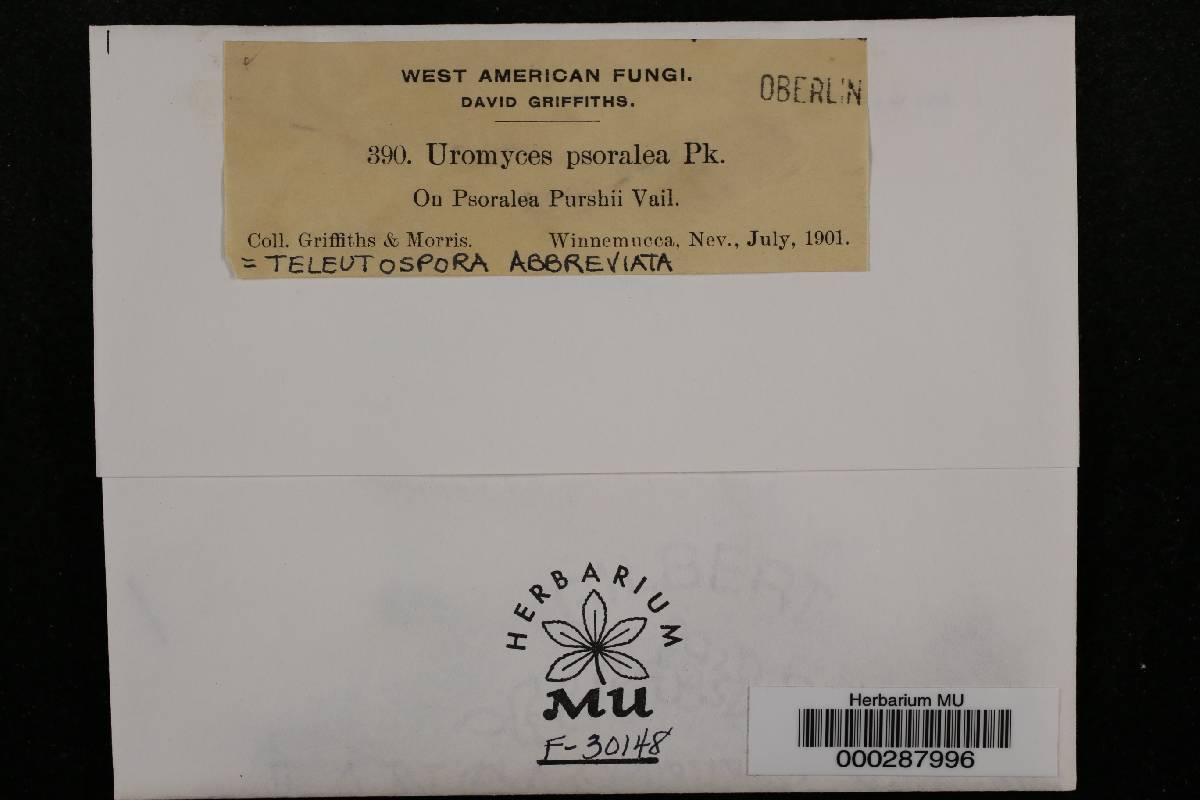 WEST AMERICAN FUNGI.
DAVID GRIFFITHS.
OBERLIN
390. Uromyces psoralea Pk.
On Psoralea Purshii Vail.
Coll. Griffiths & Morris. Winnemucca, Nev., July, 1901.
= TELEUTOSPORA ABBREVIATA
HERBARIUM
MU
F-30148
Herbarium MU
000287996